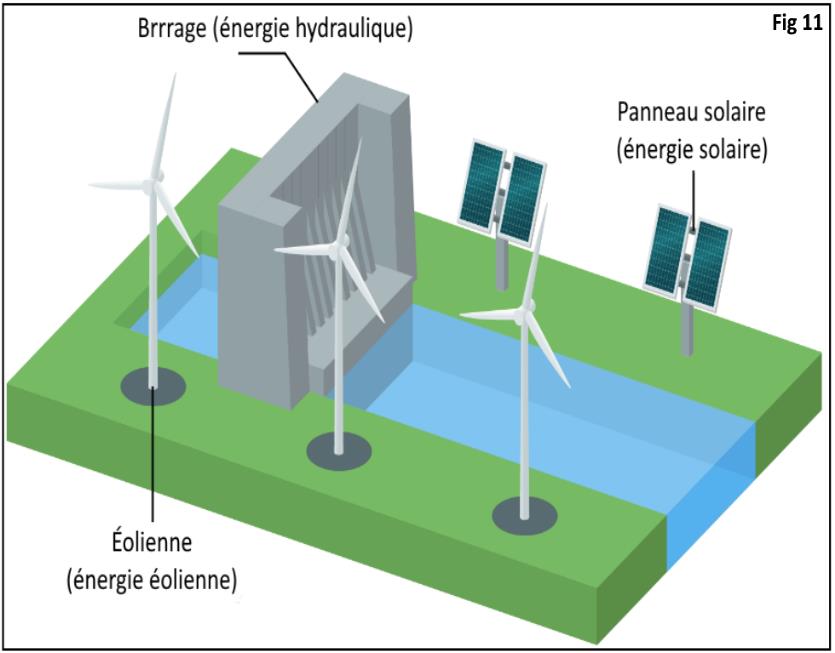 Fig 11
Brrrage (énergie hydraulique)
Panneau solaire
(énergie solaire)
Éolienne
(énergie éolienne)